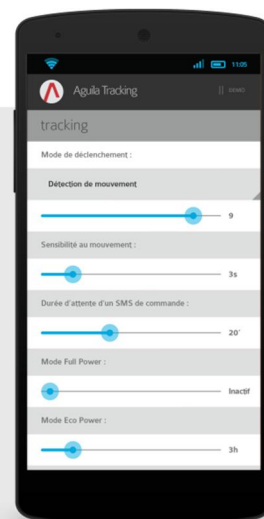 11:05
Aguila Tracking
DEMO
tracking
Mode de déclenchement :
Détection de mouvement
9
Sensibilité au mouvement :
3s
Durée d'attente d'un SMS de commande :
20'
Mode Full Power :
Inactif
Mode Eco Power :
3h